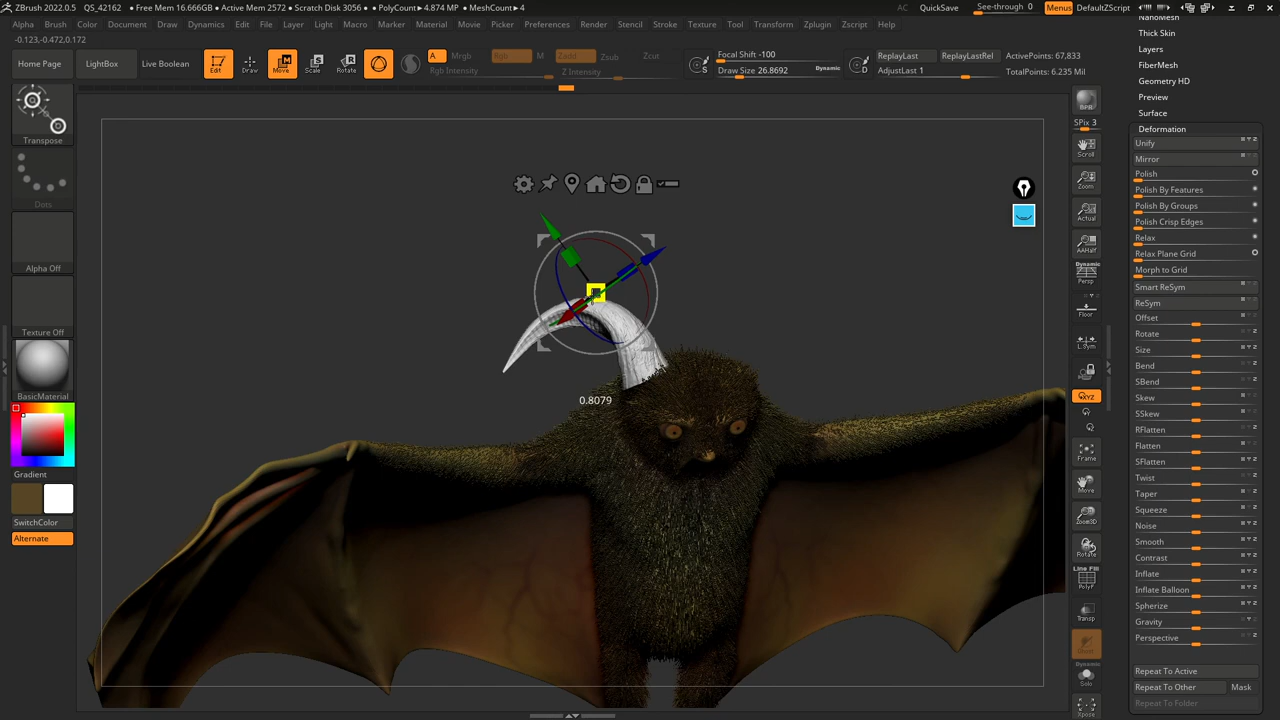 ZBrush 2022.0.5 QS_42162 • Free Mem 16.666GB • Active Mem 2572 • Scratch Disk 3056 • PolyCount▸4.874 MP • MeshCount▸4 QuickSave See-through 0 Menus DefaultZScript
Alpha Brush Color Document Draw Dynamics Edit File Layer Light Macro Marker Material Movie Picker Preferences Render Stencil Stroke Texture Tool Transform Zplugin Zscript Help
-0.123,-0.472,0.172
Home Page LightBox Live Boolean Edit Draw Move Scale Rotate
A Mrgb Rgb M Zadd Zsub Zcut
Rgb Intensity Z Intensity
Focal Shift -100
Draw Size 26.8692 Dynamic
S D
ReplayLast ReplayLastRel
AdjustLast 1
ActivePoints: 67,833
TotalPoints: 6.235 Mil
Transpose
Dots
Alpha Off
Texture Off
BasicMaterial
Gradient
SwitchColor
Alternate
0.8079
BPR
SPix 3
Scroll
Zoom
Actual
AAHalf
Dynamic
Persp
Floor
L.Sym
XYZ
Frame
Move
Zoom3D
Rotate
Line Fill
PolyF
Transp
Dynamic
Solo
Xpose
NanoMesh
Thick Skin
Layers
FiberMesh
Geometry HD
Preview
Surface
Deformation
Unify
Mirror
Polish
Polish By Features
Polish By Groups
Polish Crisp Edges
Relax
Relax Plane Grid
Morph to Grid
Smart ReSym
ReSym
Offset
Rotate
Size
Bend
SBend
Skew
SSkew
RFlatten
Flatten
SFlatten
Twist
Taper
Squeeze
Noise
Smooth
Contrast
Inflate
Inflate Balloon
Spherize
Gravity
Perspective
Repeat To Active
Repeat To Other Mask
Repeat To Folder